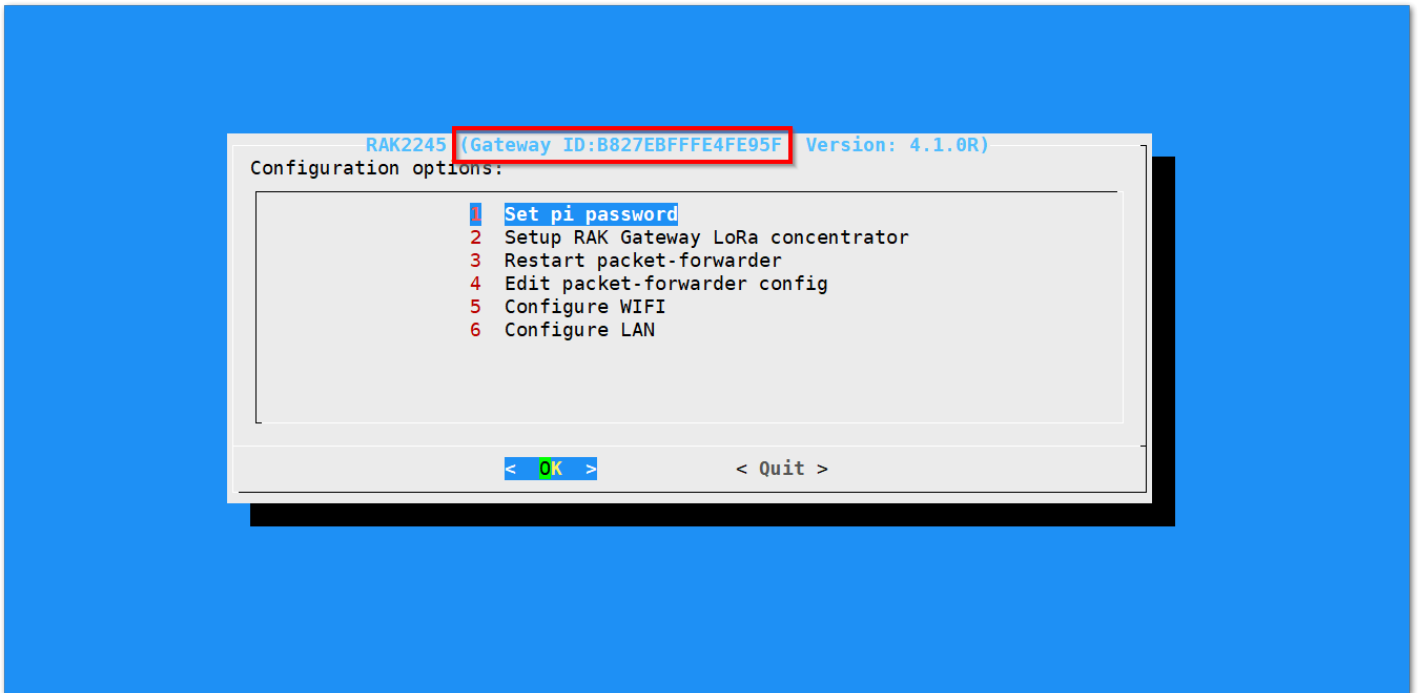 RAK2245 (Gateway ID:B827EBFFFE4FE95F Version: 4.1.0R)
Configuration options:
1 Set pi password
2 Setup RAK Gateway LoRa concentrator
3 Restart packet-forwarder
4 Edit packet-forwarder config
5 Configure WIFI
6 Configure LAN
< OK > < Quit >